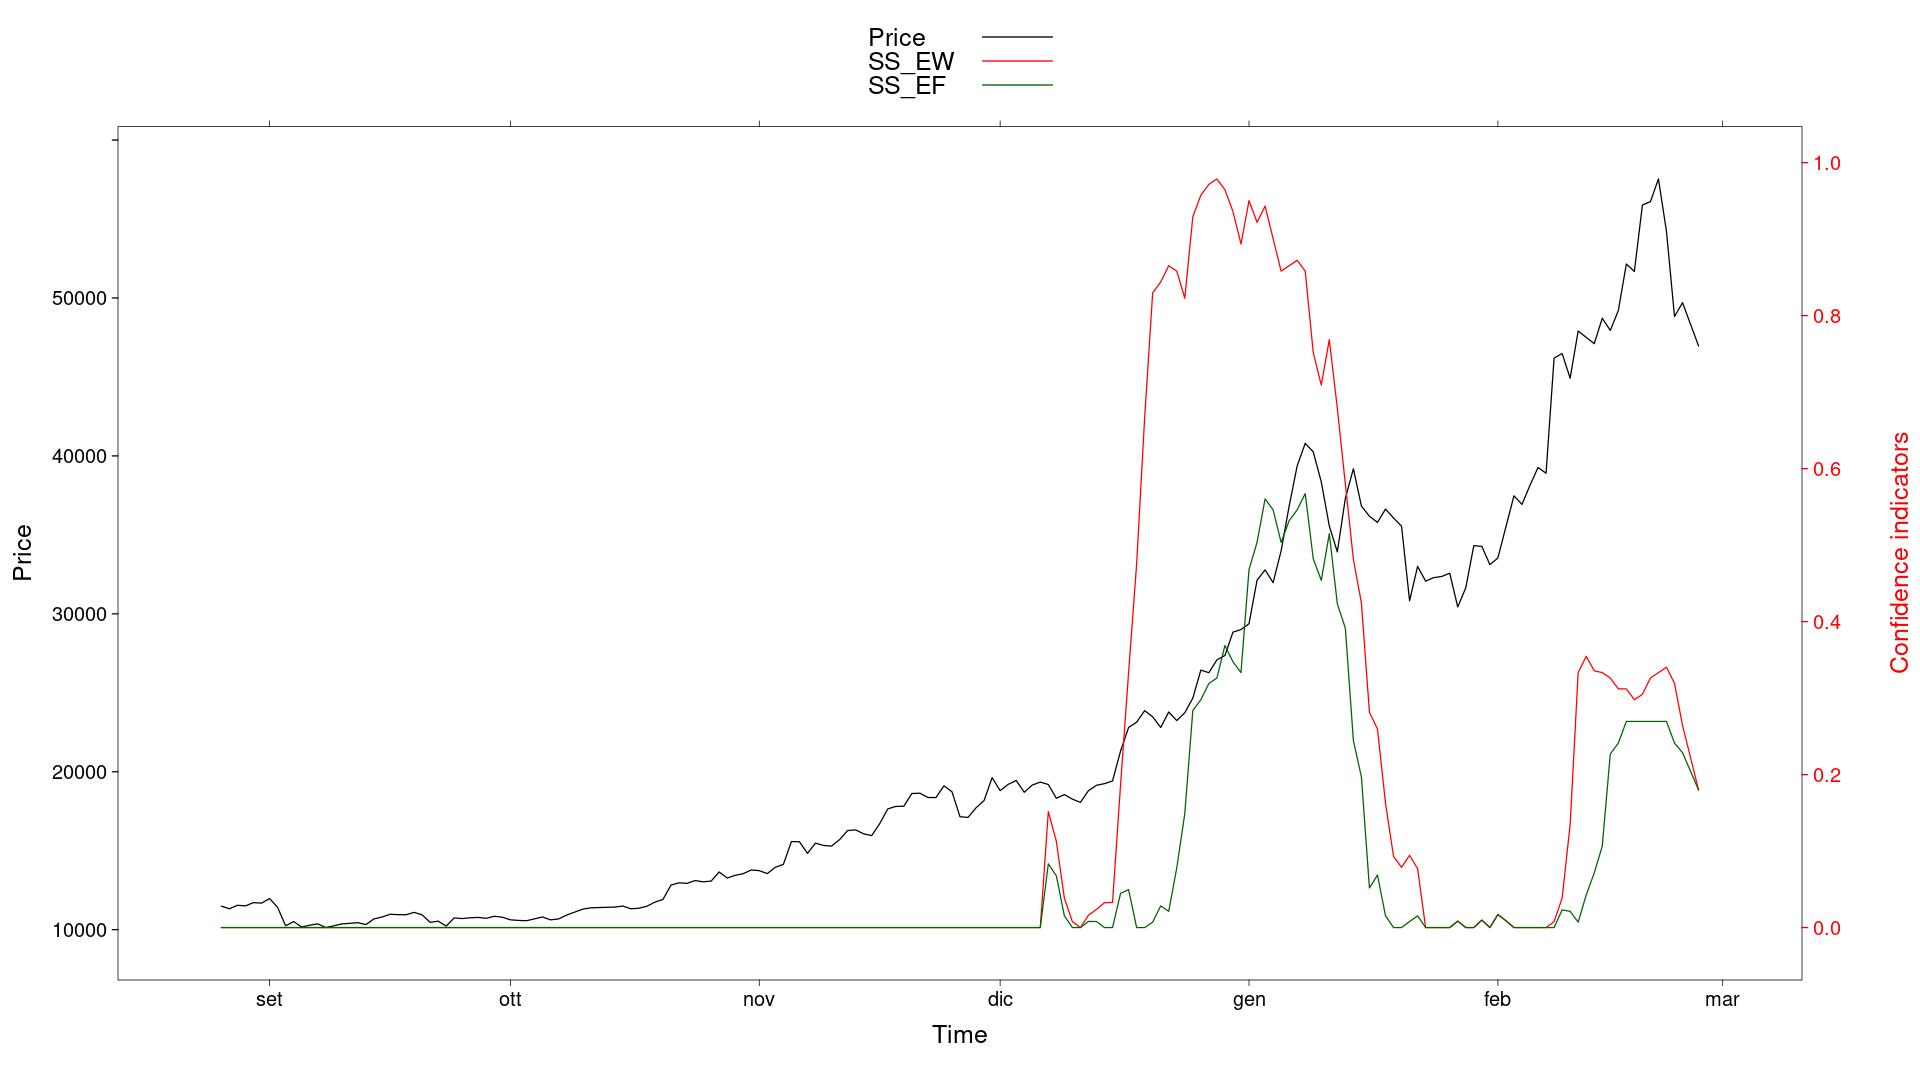 Price
SS_EW
SS_EF
50000
40000
30000
20000
10000
Price
1.0
0.8
0.6
0.4
0.2
0.0
Confidence indicators
set ott nov dic gen feb mar
Time